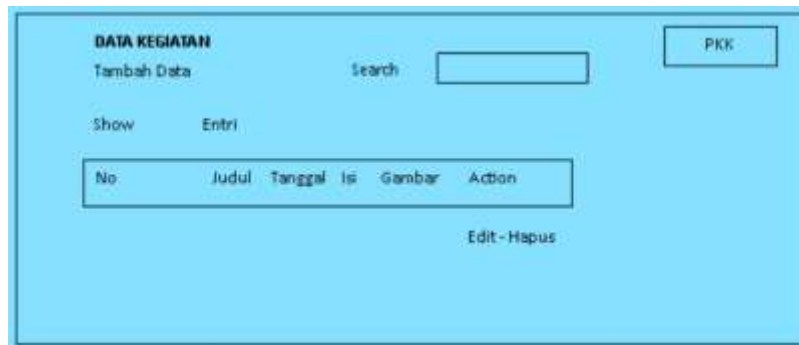 DATA KEGIATAN
PKK
Tambah Data
Search
Show Entri
No Judul Tanggal Isi Gambar Action
Edit - Hapus